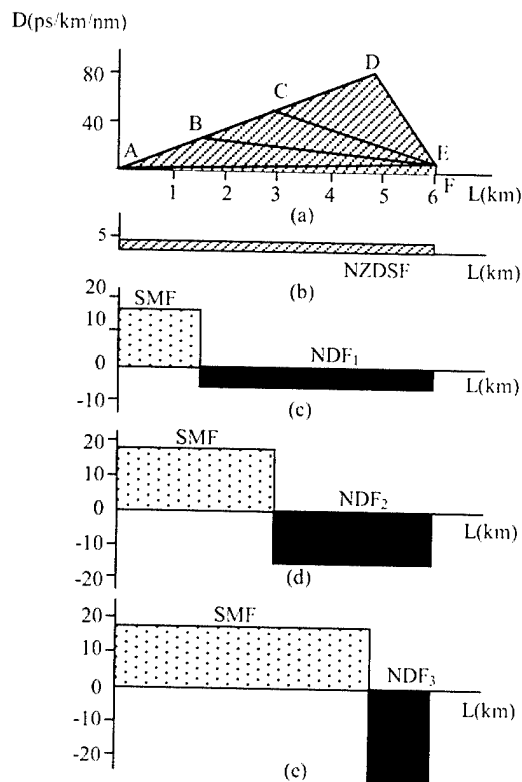 D(ps/km/nm)
80
40
A
B
C
D
E
F
1 2 3 4 5 6 L(km)
(a)
5
NZDSF
L(km)
(b)
20
10
0
-10
SMF
NDF1
L(km)
(c)
20
10
0
-10
-20
SMF
NDF2
L(km)
(d)
20
10
0
-10
-20
SMF
NDF3
L(km)
(e)